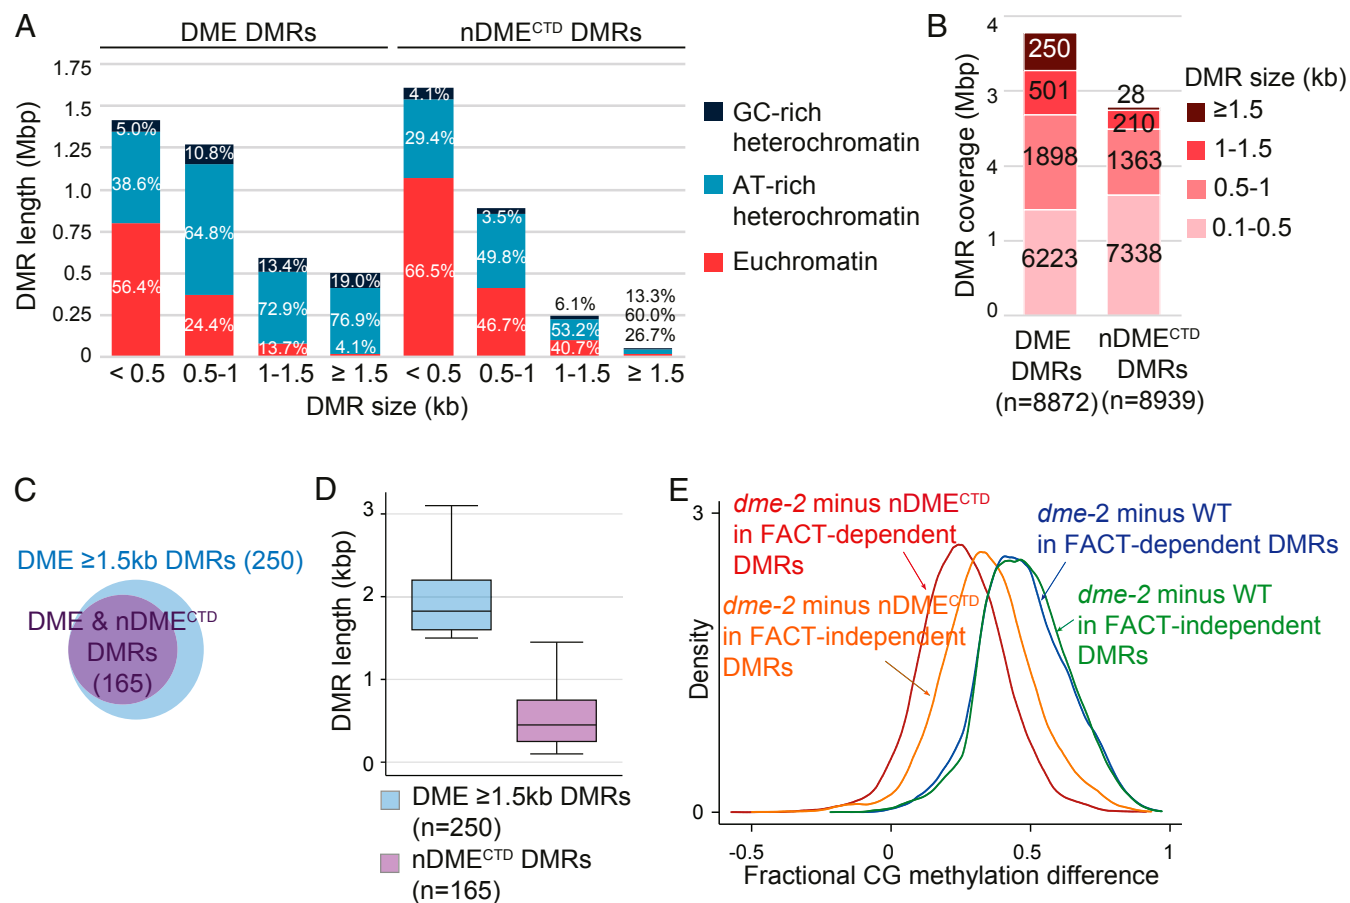 A
DME DMRs
nDME^CTD DMRs
DMR length (Mbp)
1.75
1.5
1.25
1.0
0.75
0.5
0.25
0
5.0%
38.6%
56.4%
10.8%
64.8%
24.4%
13.4%
72.9%
13.7%
19.0%
76.9%
4.1%
4.1%
29.4%
66.5%
3.5%
49.8%
46.7%
6.1%
53.2%
40.7%
13.3%
60.0%
26.7%
< 0.5
0.5-1
1-1.5
≥ 1.5
< 0.5
0.5-1
1-1.5
≥ 1.5
DMR size (kb)
GC-rich
heterochromatin
AT-rich
heterochromatin
Euchromatin
B
DMR coverage (Mbp)
4
3
4
1
0
250
501
1898
6223
28
210
1363
7338
DME
DMRs
(n=8872)
nDME^CTD
DMRs
(n=8939)
DMR size (kb)
≥1.5
1-1.5
0.5-1
0.1-0.5
C
DME ≥1.5kb DMRs (250)
DME & nDME^CTD
DMRs
(165)
D
DMR length (kbp)
3
2
1
0
DME ≥1.5kb DMRs
(n=250)
nDME^CTD DMRs
(n=165)
E
Density
3
0
dme-2 minus nDME^CTD
in FACT-dependent
DMRs
dme-2 minus nDME^CTD
in FACT-independent
DMRs
dme-2 minus WT
in FACT-dependent DMRs
dme-2 minus WT
in FACT-independent
DMRs
-0.5
0
0.5
1
Fractional CG methylation difference